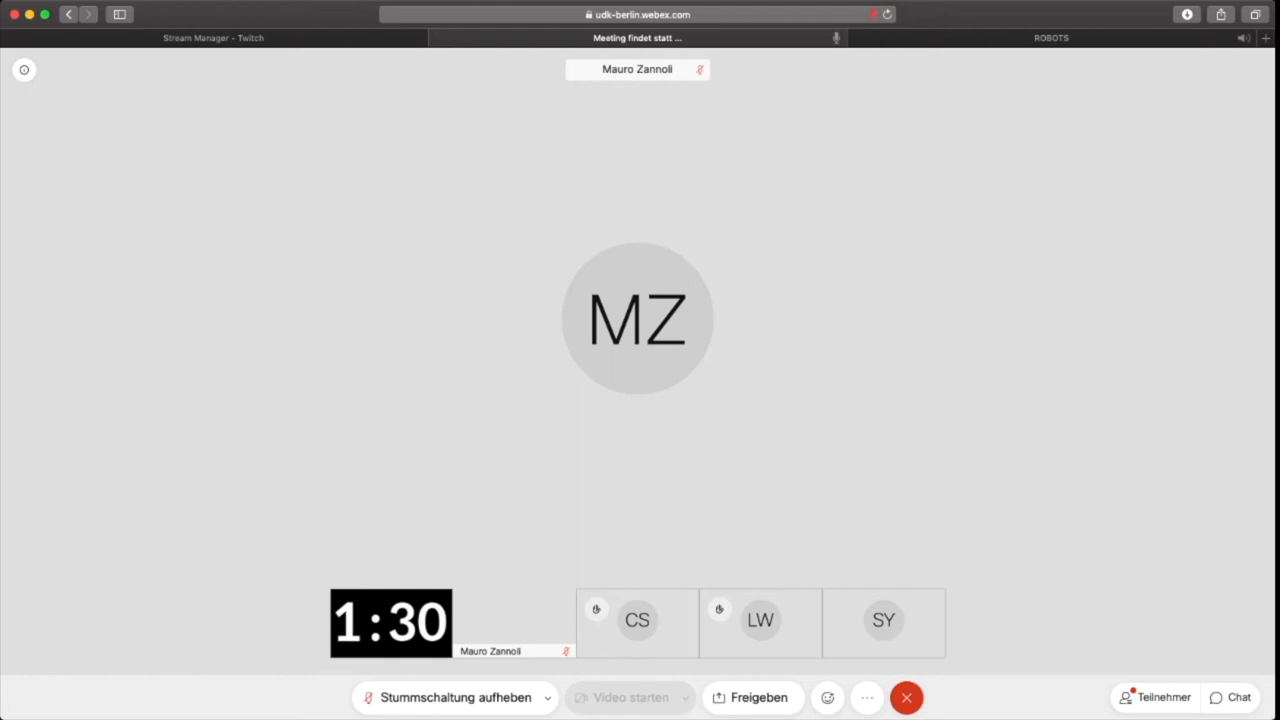 udk-berlin.webex.com
Stream Manager - Twitch
Meeting findet statt ...
ROBOTS
Mauro Zannoli
MZ
1:30
Mauro Zannoli
CS
LW
SY
Stummschaltung aufheben
Video starten
Freigeben
Teilnehmer
Chat